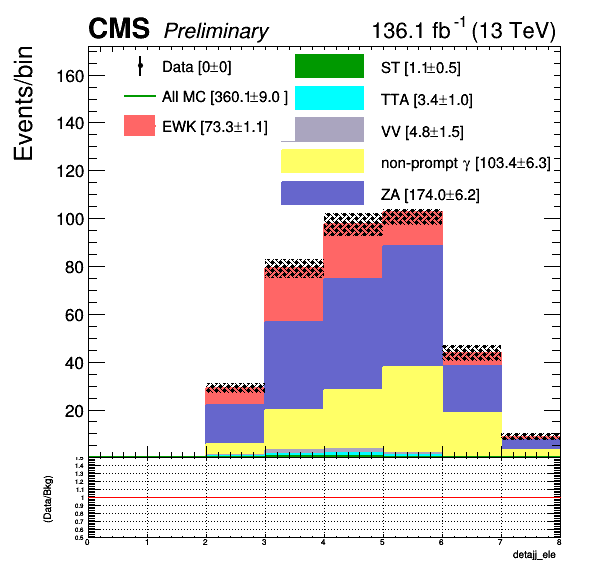 CMS Preliminary 136.1 fb⁻¹ (13 TeV)
Events/bin
160
140
120
100
80
60
40
20
Data [0±0]
All MC [360.1±9.0 ]
EWK [73.3±1.1]
ST [1.1±0.5]
TTA [3.4±1.0]
VV [4.8±1.5]
non-prompt γ [103.4±6.3]
ZA [174.0±6.2]
(Data/Bkg)
1.5
1.4
1.3
1.2
1.1
1
0.9
0.8
0.7
0.6
0.5
0 1 2 3 4 5 6 7 8
detajj_ele